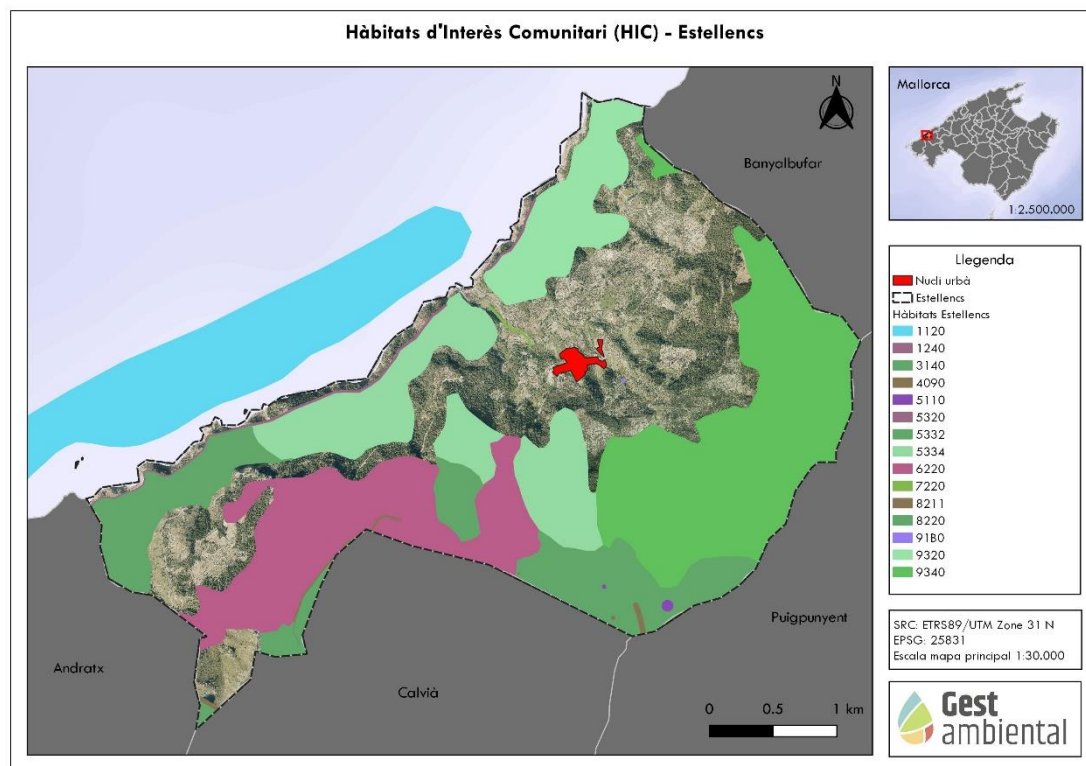 Hàbitats d'Interès Comunitari (HIC) - Estellencs
N
Banyalbufar
Puigpunyent
Andratx
Calvià
0 0.5 1 km
Mallorca
1:2.500.000
Llegenda
Nucli urbà
Estellencs
Hàbitats Estellencs
1120
1240
3140
4090
5110
5320
5332
5334
6220
7220
8211
8220
91B0
9320
9340
SRC: ETRS89/UTM Zone 31 N
EPSG: 25831
Escala mapa principal 1:30.000
Gest
ambiental